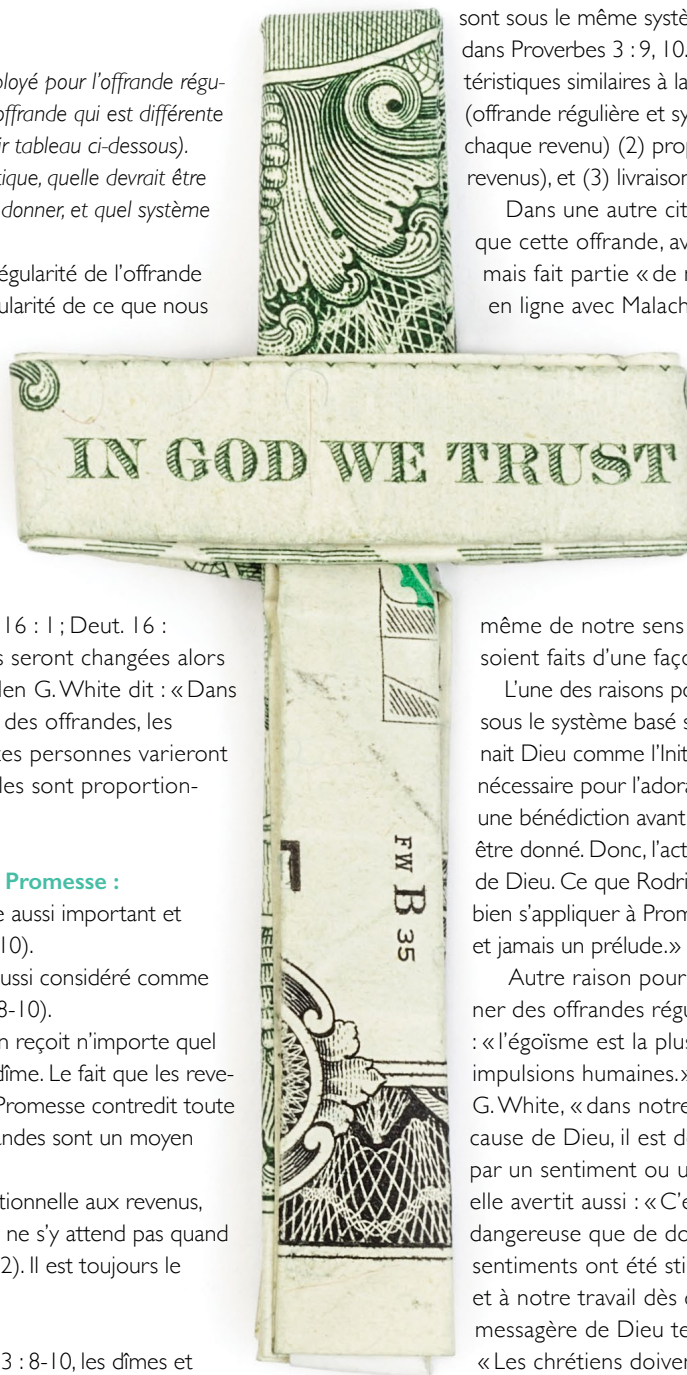 ployé pour l'offrande régu-
offrande qui est différente
ir tableau ci-dessous).
tique, quelle devrait être
donner, et quel système
égularité de l'offrande
ularité de ce que nous
16 : 1 ; Deut. 16 :
s seront changées alors
len G. White dit : « Dans
des offrandes, les
tes personnes varieront
les sont proportion-
Promesse :
e aussi important et
10).
ussi considéré comme
8-10).
n reçoit n'importe quel
dîme. Le fait que les reve-
Promesse contredit toute
andes sont un moyen
tionnelle aux revenus,
ne s'y attend pas quand
2). Il est toujours le
3 : 8-10, les dîmes et
sont sous le même systè
dans Proverbes 3 : 9, 10.
téristiques similaires à la
(offrande régulière et sy
chaque revenu) (2) prop
revenus), et (3) livraison
Dans une autre cit
que cette offrande, av
mais fait partie « de n
en ligne avec Malach
IN GOD WE TRUST
FW B 35
même de notre sens
soient faits d'une faço
L'une des raisons po
sous le système basé s
nait Dieu comme l'Init
nécessaire pour l'adora
une bénédiction avant
être donné. Donc, l'act
de Dieu. Ce que Rodri
bien s'appliquer à Prom
et jamais un prélude.»
Autre raison pour
ner des offrandes régu
: « l'égoïsme est la plus
impulsions humaines.»
G. White, « dans notre
cause de Dieu, il est de
par un sentiment ou u
elle avertit aussi : « C'e
dangereuse que de do
sentiments ont été sti
et à notre travail dès c
messagère de Dieu te
« Les chrétiens doiven